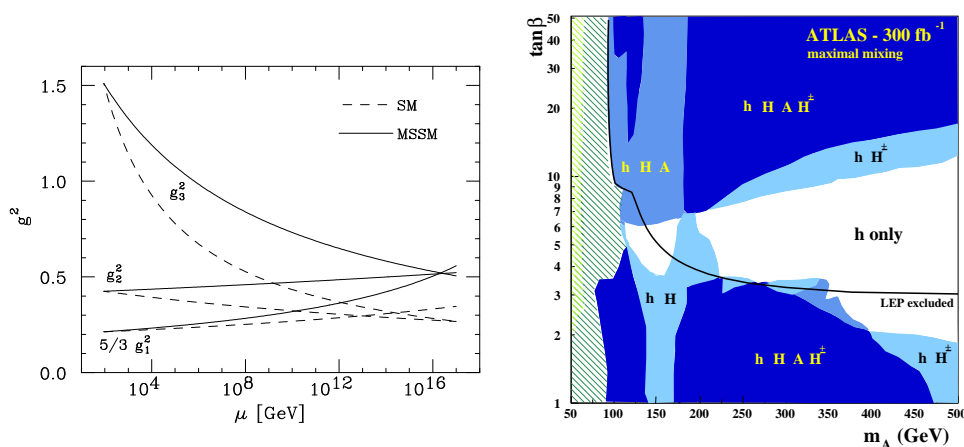 1.5
1.0
0.5
0.0
g²
SM
MSSM
g₃²
g₂²
5/3 g₁²
10⁴
10⁸
10¹²
10¹⁶
μ [GeV]
tanβ
50
40
30
20
10
9
8
7
6
5
4
3
2
1
ATLAS - 300 fb⁻¹
maximal mixing
h H A H±
h H±
h H A
h only
h H
LEP excluded
h H A H±
h H±
50 100 150 200 250 300 350 400 450 500
m_A (GeV)